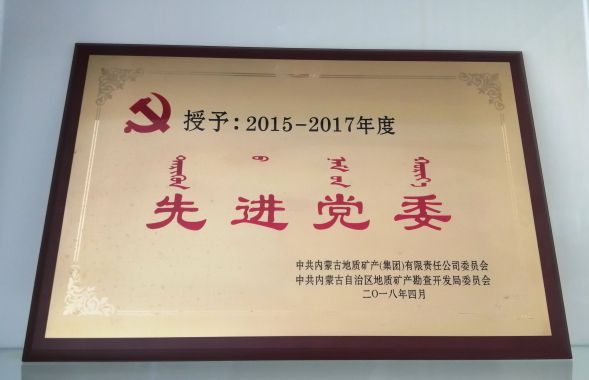 授予：2015-2017年度
先进党委
中共内蒙古地质矿产(集团)有限责任公司委员会
中共内蒙古自治区地质矿产勘查开发局委员会
二〇一八年四月